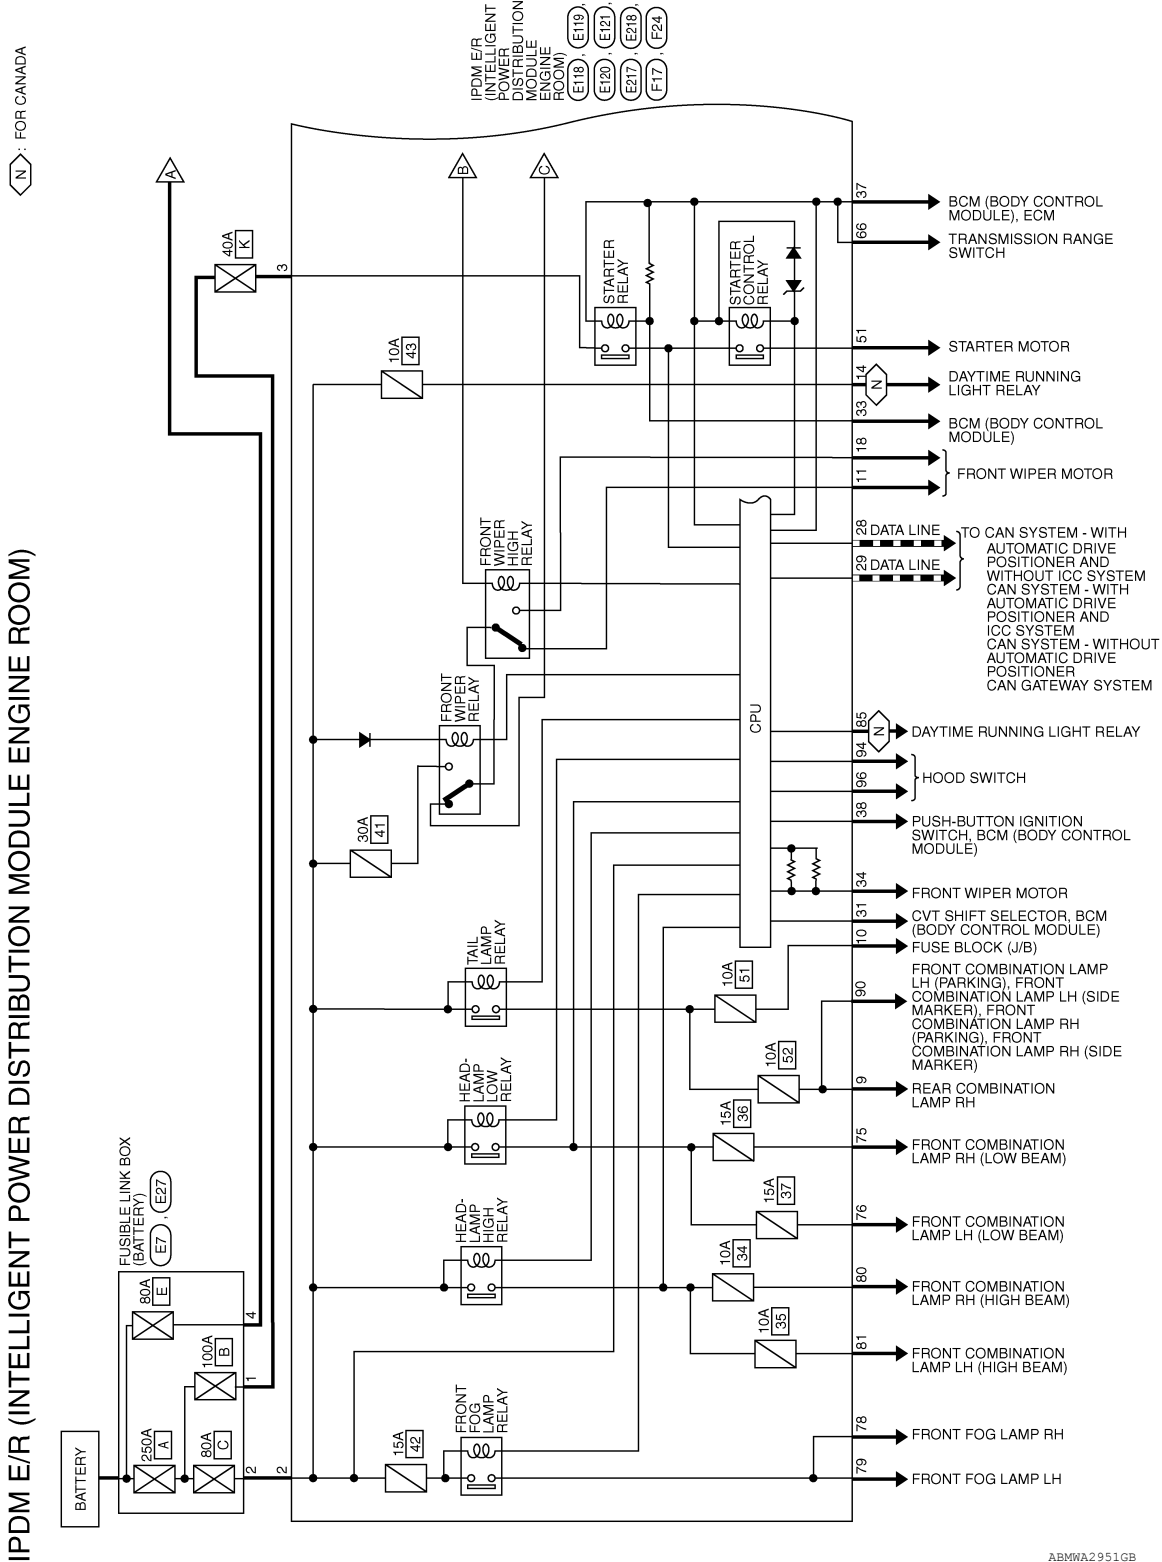 IPDM E/R (INTELLIGENT POWER DISTRIBUTION MODULE ENGINE ROOM)
N : FOR CANADA
BATTERY
FUSIBLE LINK BOX
(BATTERY)
E7 , E27
250A
A
80A
C
100A
B
80A
E
2
1
4
A
40A
K
3
2
IPDM E/R
(INTELLIGENT
POWER
DISTRIBUTION
MODULE
ENGINE
ROOM)
E118 , E119 ,
E120 , E121 ,
E217 , E218 ,
F17 , F24
B
C
10A
43
STARTER
RELAY
STARTER
CONTROL
RELAY
FRONT
WIPER
HIGH
RELAY
FRONT
WIPER
RELAY
30A
41
CPU
TAIL
LAMP
RELAY
HEAD-
LAMP
LOW
RELAY
HEAD-
LAMP
HIGH
RELAY
FRONT
FOG
LAMP
RELAY
15A
42
10A
51
10A
52
15A
36
15A
37
10A
34
10A
35
37
BCM (BODY CONTROL
MODULE), ECM
66
TRANSMISSION RANGE
SWITCH
51
STARTER MOTOR
14
N
DAYTIME RUNNING
LIGHT RELAY
33
BCM (BODY CONTROL
MODULE)
18
11
FRONT WIPER MOTOR
28
DATA LINE
29
DATA LINE
TO CAN SYSTEM - WITH
AUTOMATIC DRIVE
POSITIONER AND
WITHOUT ICC SYSTEM
CAN SYSTEM - WITH
AUTOMATIC DRIVE
POSITIONER AND
ICC SYSTEM
CAN SYSTEM - WITHOUT
AUTOMATIC DRIVE
POSITIONER
CAN GATEWAY SYSTEM
85
N
DAYTIME RUNNING LIGHT RELAY
94
96
HOOD SWITCH
38
PUSH-BUTTON IGNITION
SWITCH, BCM (BODY CONTROL
MODULE)
34
FRONT WIPER MOTOR
31
CVT SHIFT SELECTOR, BCM
(BODY CONTROL MODULE)
10
FUSE BLOCK (J/B)
90
FRONT COMBINATION LAMP
LH (PARKING), FRONT
COMBINATION LAMP LH (SIDE
MARKER), FRONT
COMBINATION LAMP RH
(PARKING), FRONT
COMBINATION LAMP RH (SIDE
MARKER)
9
REAR COMBINATION
LAMP RH
75
FRONT COMBINATION
LAMP RH (LOW BEAM)
76
FRONT COMBINATION
LAMP LH (LOW BEAM)
80
FRONT COMBINATION
LAMP RH (HIGH BEAM)
81
FRONT COMBINATION
LAMP LH (HIGH BEAM)
78
FRONT FOG LAMP RH
79
FRONT FOG LAMP LH
ABMWA2951GB